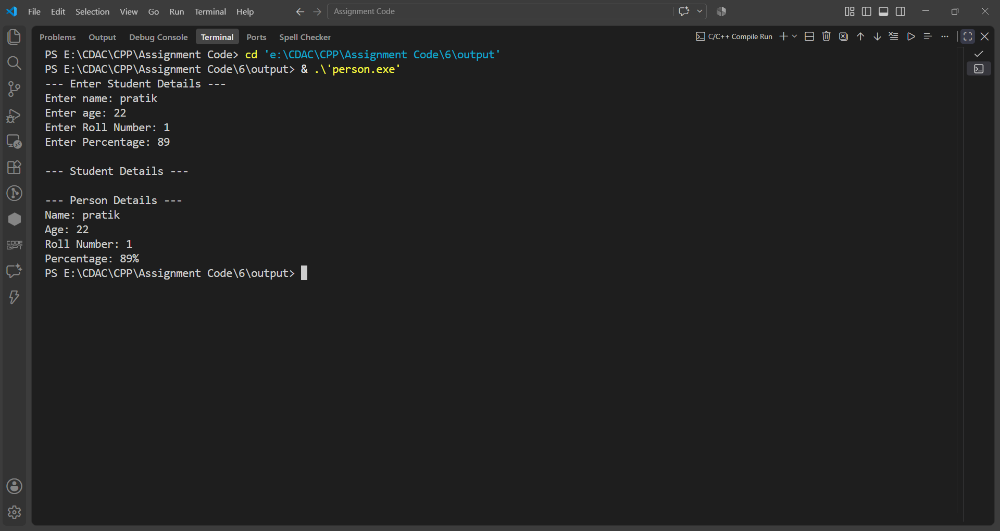 File Edit Selection View Go Run Terminal Help
Assignment Code
Problems Output Debug Console Terminal Ports Spell Checker
C/C++ Compile Run
PS E:\CDAC\CPP\Assignment Code> cd 'e:\CDAC\CPP\Assignment Code\6\output'
PS E:\CDAC\CPP\Assignment Code\6\output> & .\'person.exe'
--- Enter Student Details ---
Enter name: pratik
Enter age: 22
Enter Roll Number: 1
Enter Percentage: 89
--- Student Details ---
--- Person Details ---
Name: pratik
Age: 22
Roll Number: 1
Percentage: 89%
PS E:\CDAC\CPP\Assignment Code\6\output>
CODE
GPT